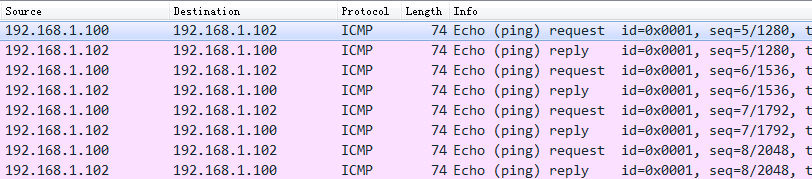 Source Destination Protocol Length Info
192.168.1.100 192.168.1.102 ICMP 74 Echo (ping) request id=0x0001, seq=5/1280, t
192.168.1.102 192.168.1.100 ICMP 74 Echo (ping) reply id=0x0001, seq=5/1280, t
192.168.1.100 192.168.1.102 ICMP 74 Echo (ping) request id=0x0001, seq=6/1536, t
192.168.1.102 192.168.1.100 ICMP 74 Echo (ping) reply id=0x0001, seq=6/1536, t
192.168.1.100 192.168.1.102 ICMP 74 Echo (ping) request id=0x0001, seq=7/1792, t
192.168.1.102 192.168.1.100 ICMP 74 Echo (ping) reply id=0x0001, seq=7/1792, t
192.168.1.100 192.168.1.102 ICMP 74 Echo (ping) request id=0x0001, seq=8/2048, t
192.168.1.102 192.168.1.100 ICMP 74 Echo (ping) reply id=0x0001, seq=8/2048, t